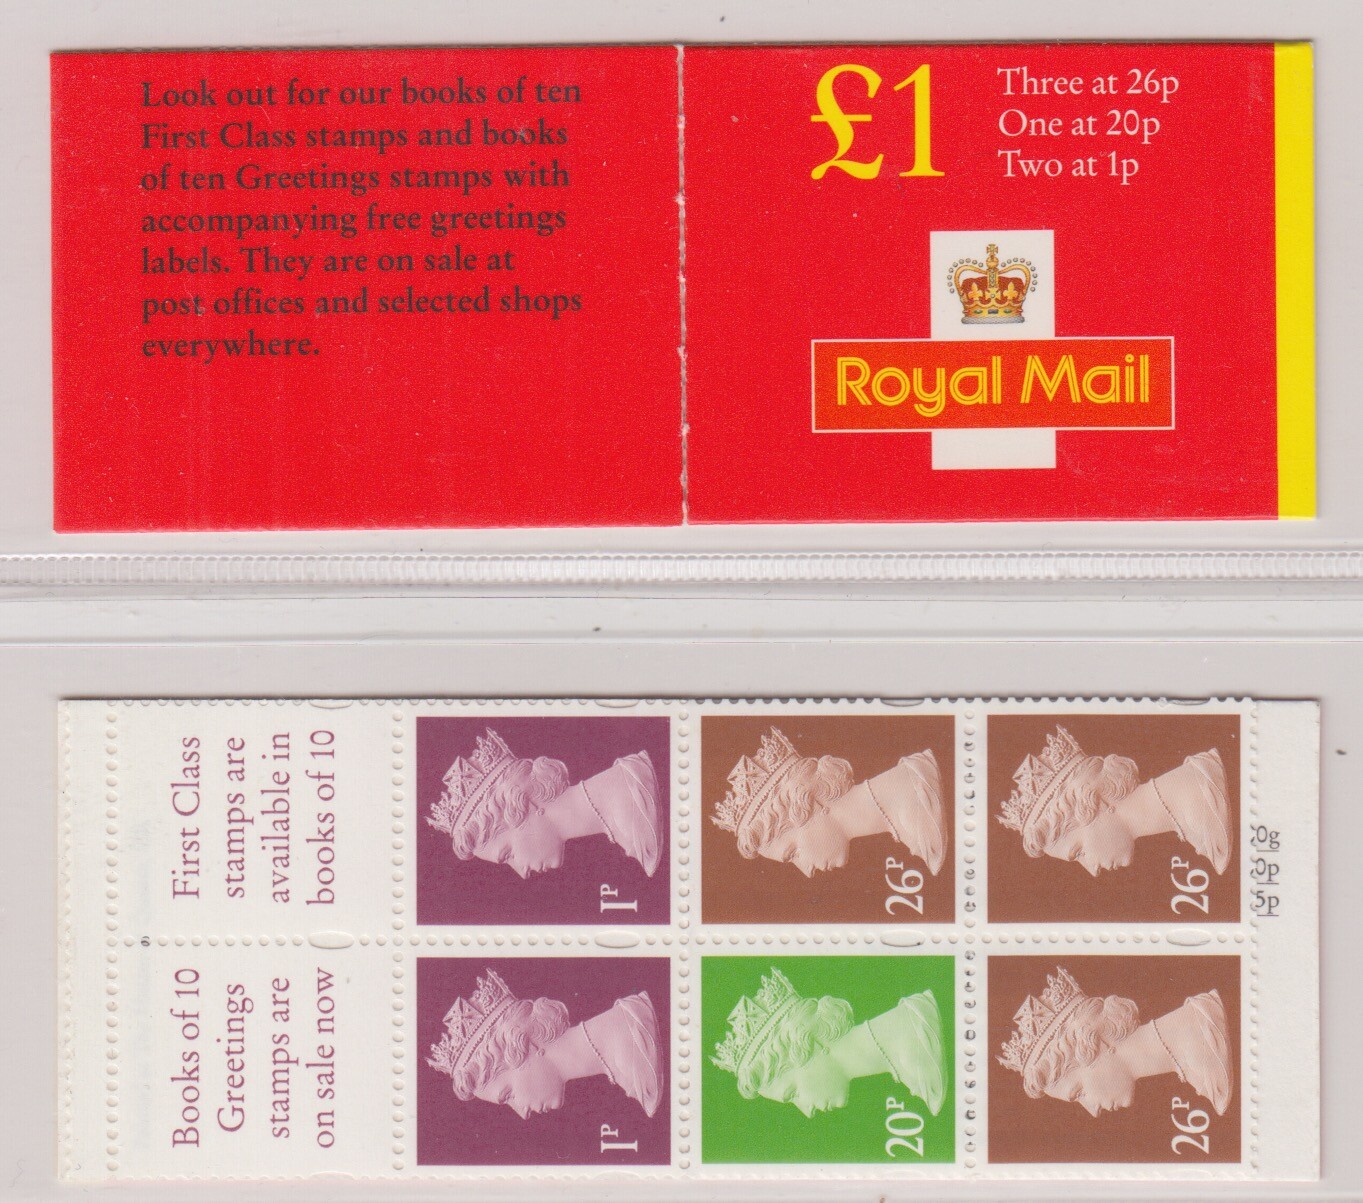 Look out for our books of ten
First Class stamps and books
of ten Greetings stamps with
accompanying free greetings
labels. They are on sale at
post offices and selected shops
everywhere.
£1
Three at 26p
One at 20p
Two at 1p
Royal Mail
First Class
stamps are
available in
books of 10
Books of 10
Greetings
stamps are
on sale now
1P
26P
26P
1P
20P
26P
0g
0p
5p